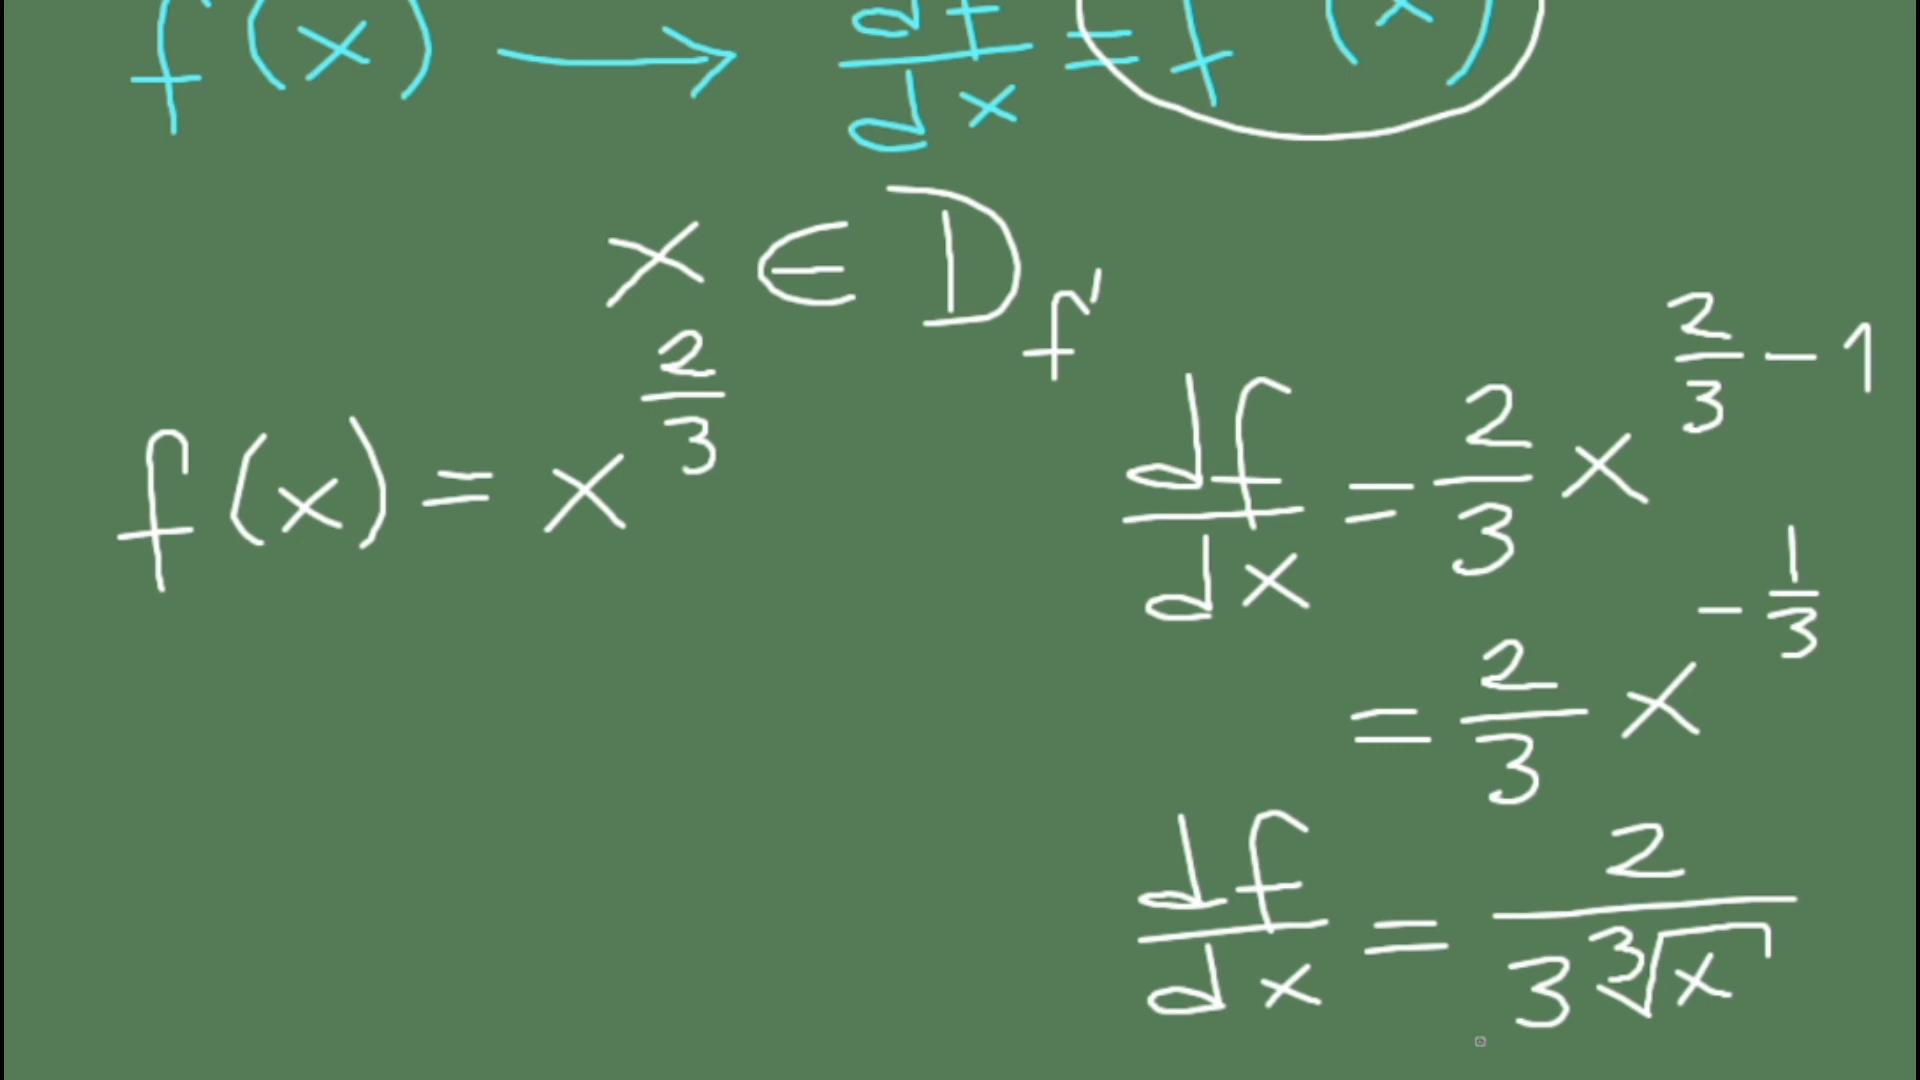 f(x) → df/dx = f'(x)
x ∈ D_f'
f(x) = x^(2/3)
df/dx = 2/3 x^(2/3 - 1)
= 2/3 x^(-1/3)
df/dx = 2/(3∛x)